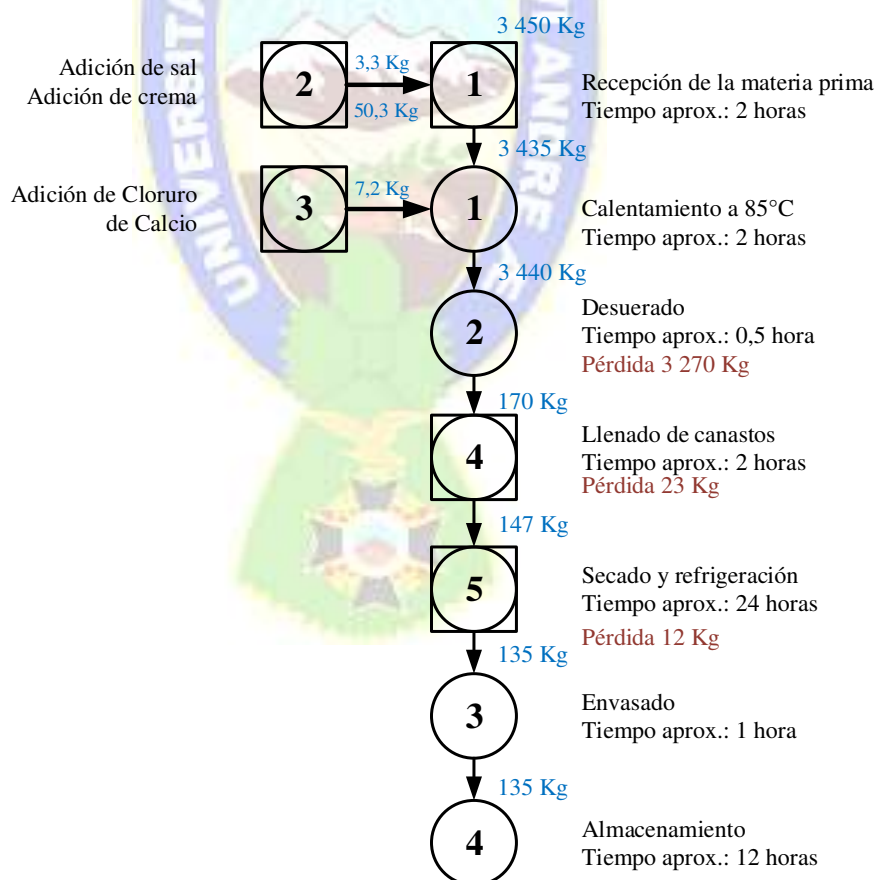 3 450 Kg
Adición de sal
Adición de crema
2
3,3 Kg
50,3 Kg
1
Recepción de la materia prima
Tiempo aprox.: 2 horas
3 435 Kg
Adición de Cloruro
de Calcio
3
7,2 Kg
1
Calentamiento a 85°C
Tiempo aprox.: 2 horas
3 440 Kg
2
Desuerado
Tiempo aprox.: 0,5 hora
Pérdida 3 270 Kg
170 Kg
4
Llenado de canastos
Tiempo aprox.: 2 horas
Pérdida 23 Kg
147 Kg
5
Secado y refrigeración
Tiempo aprox.: 24 horas
Pérdida 12 Kg
135 Kg
3
Envasado
Tiempo aprox.: 1 hora
135 Kg
4
Almacenamiento
Tiempo aprox.: 12 horas